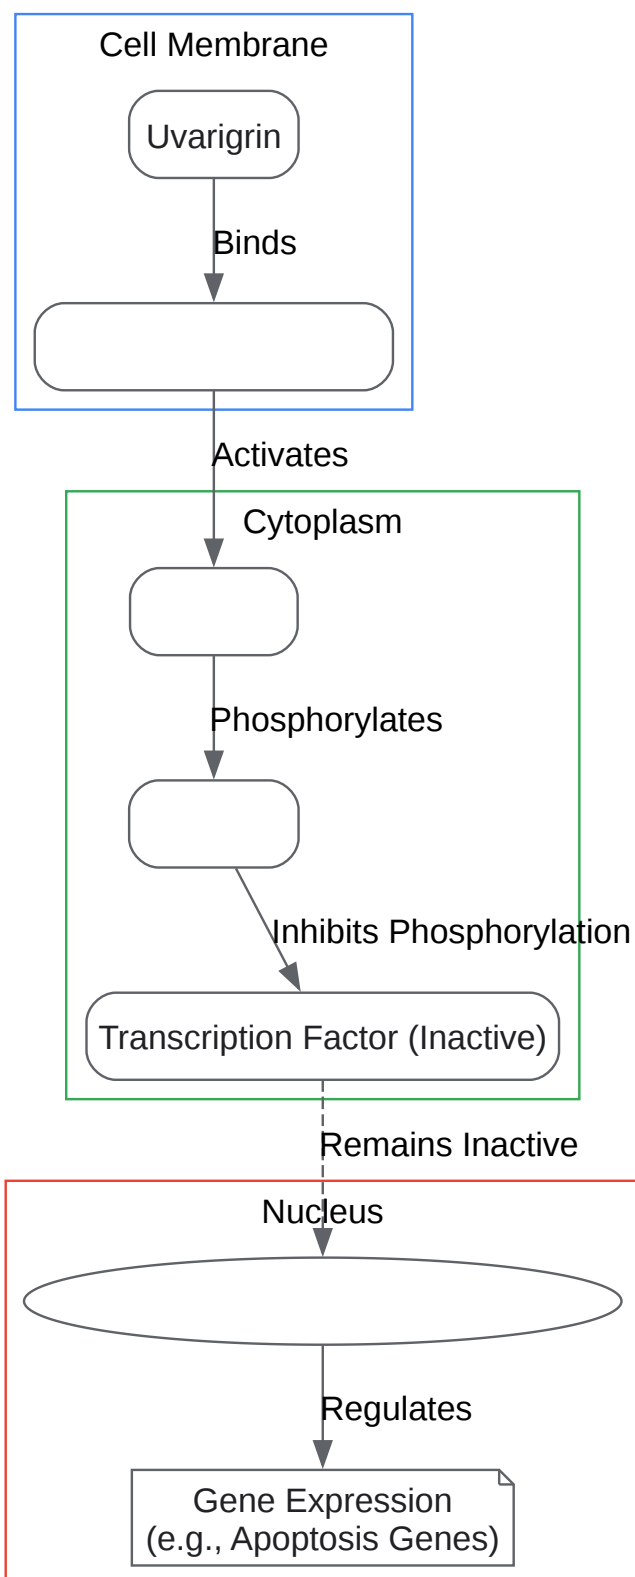 Cell Membrane
Uvarigrin
Binds
Activates
Cytoplasm
Phosphorylates
Inhibits Phosphorylation
Transcription Factor (Inactive)
Remains Inactive
Nucleus
Regulates
Gene Expression
(e.g., Apoptosis Genes)